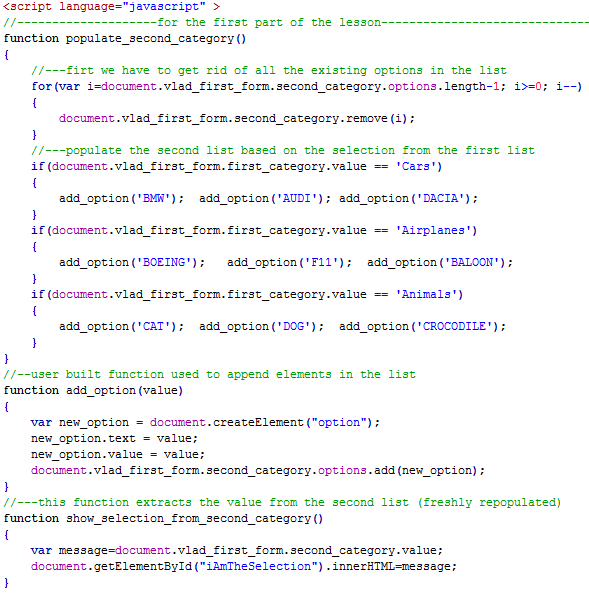 <script language="javascript" >
//--------------------for the first part of the lesson------------------------------
function populate_second_category()
{
    //---firt we have to get rid of all the existing options in the list
    for(var i=document.vlad_first_form.second_category.options.length-1; i>=0; i--)
    {
        document.vlad_first_form.second_category.remove(i);
    }
    //---populate the second list based on the selection from the first list
    if(document.vlad_first_form.first_category.value == 'Cars')
    {
        add_option('BMW');  add_option('AUDI'); add_option('DACIA');
    }
    if(document.vlad_first_form.first_category.value == 'Airplanes')
    {
        add_option('BOEING');   add_option('F11');  add_option('BALOON');
    }
    if(document.vlad_first_form.first_category.value == 'Animals')
    {
        add_option('CAT');  add_option('DOG');  add_option('CROCODILE');
    }
}
//--user built function used to append elements in the list
function add_option(value)
{
    var new_option = document.createElement("option");
    new_option.text = value;
    new_option.value = value;
    document.vlad_first_form.second_category.options.add(new_option);
}
//---this function extracts the value from the second list (freshly repopulated)
function show_selection_from_second_category()
{
    var message=document.vlad_first_form.second_category.value;
    document.getElementById("iAmTheSelection").innerHTML=message;
}